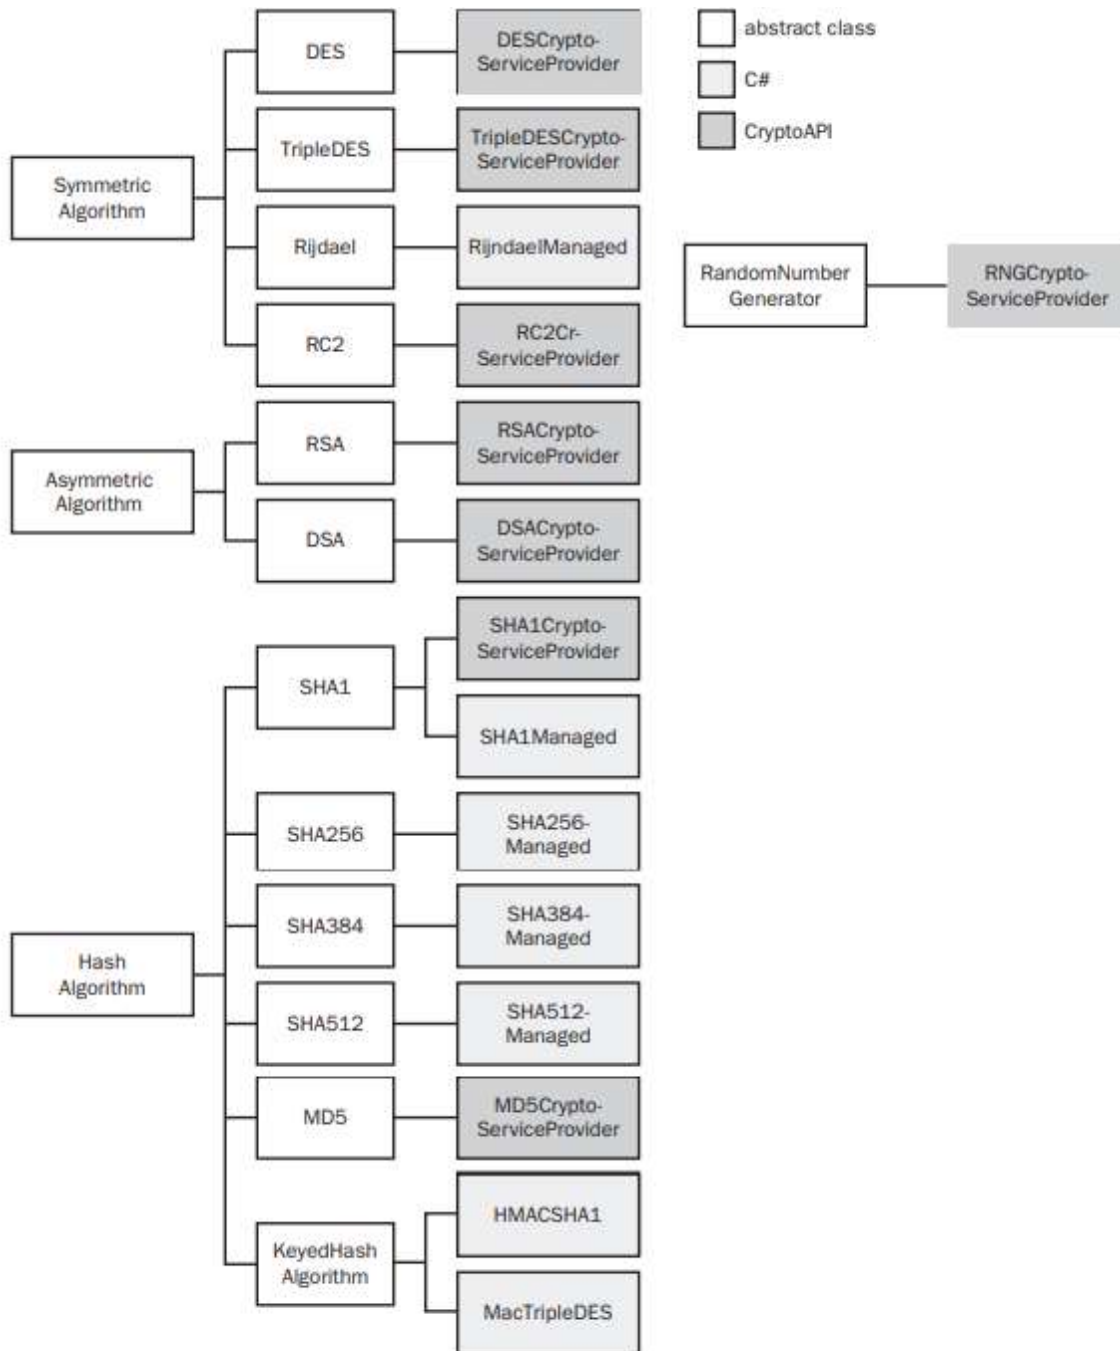 DES
DESCrypto-
ServiceProvider
abstract class
C#
CryptoAPI
TripleDES
TripleDESCrypto-
ServiceProvider
Symmetric
Algorithm
Rijdael
RijndaelManaged
RandomNumber
Generator
RNGCrypto-
ServiceProvider
RC2
RC2Cr-
ServiceProvider
Asymmetric
Algorithm
RSA
RSACrypto-
ServiceProvider
DSA
DSACrypto-
ServiceProvider
Hash
Algorithm
SHA1
SHA1Crypto-
ServiceProvider
SHA1Managed
SHA256
SHA256-
Managed
SHA384
SHA384-
Managed
SHA512
SHA512-
Managed
MD5
MD5Crypto-
ServiceProvider
KeyedHash
Algorithm
HMACSHA1
MacTripleDES